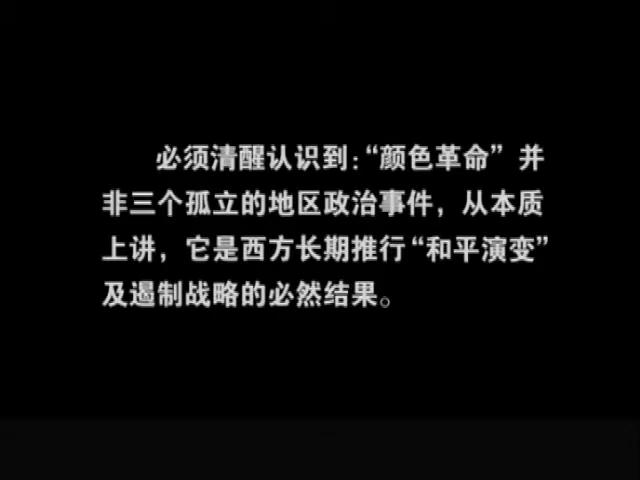 必须清醒认识到:“颜色革命”并
非三个孤立的地区政治事件，从本质
上讲，它是西方长期推行“和平演变”
及遏制战略的必然结果。